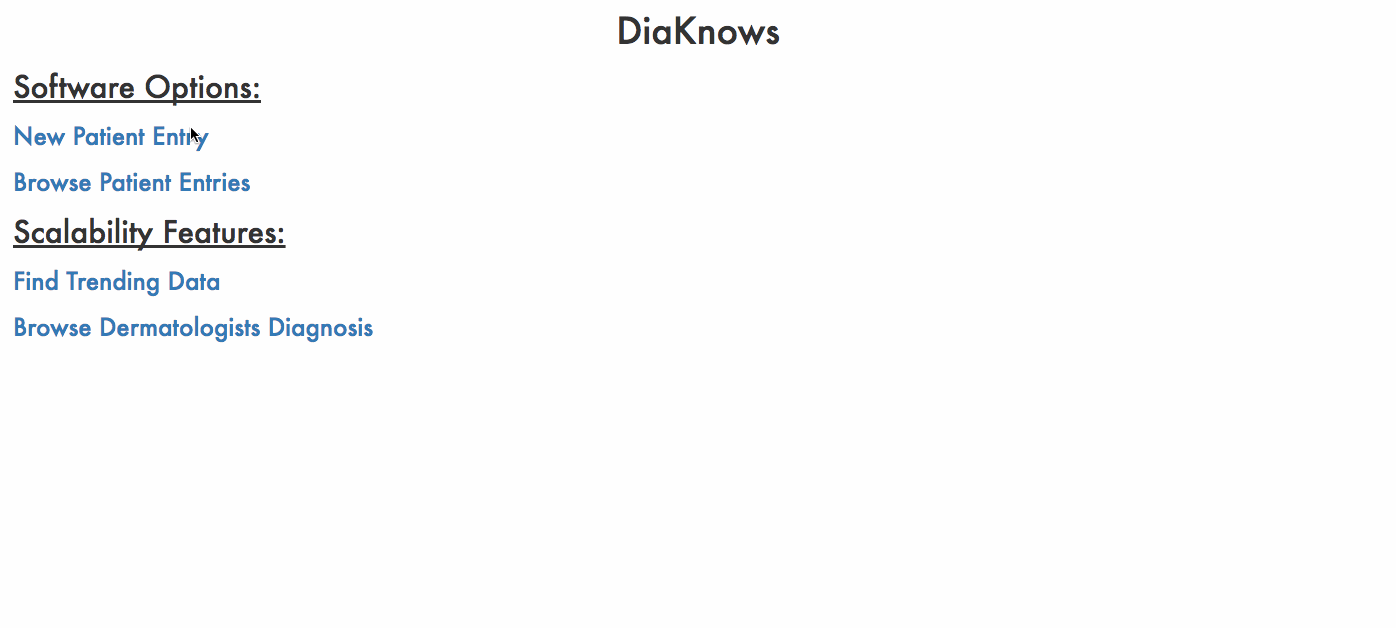 DiaKnows
Software Options:
New Patient Entry
Browse Patient Entries
Scalability Features:
Find Trending Data
Browse Dermatologists Diagnosis